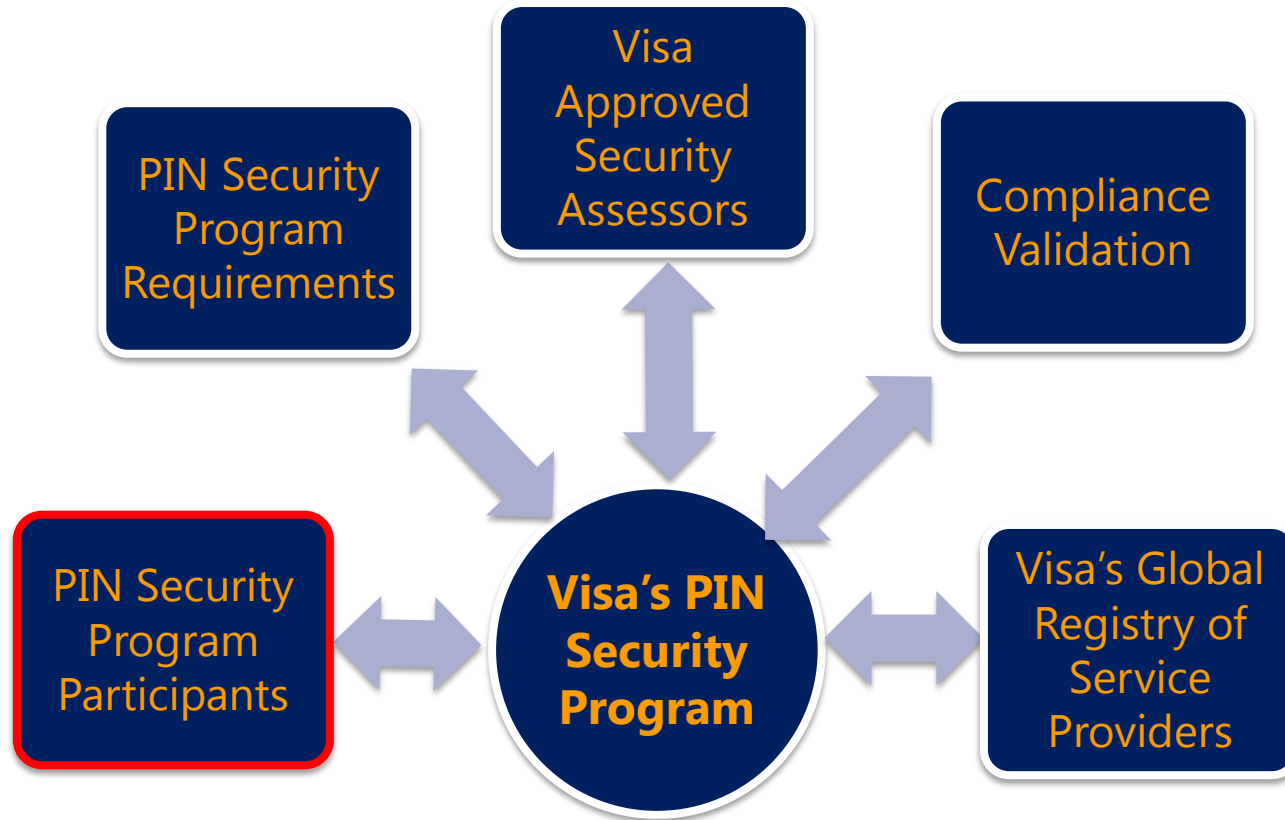 Visa
Approved
Security
Assessors
PIN Security
Program
Requirements
Compliance
Validation
PIN Security
Program
Participants
Visa’s PIN
Security
Program
Visa’s Global
Registry of
Service
Providers